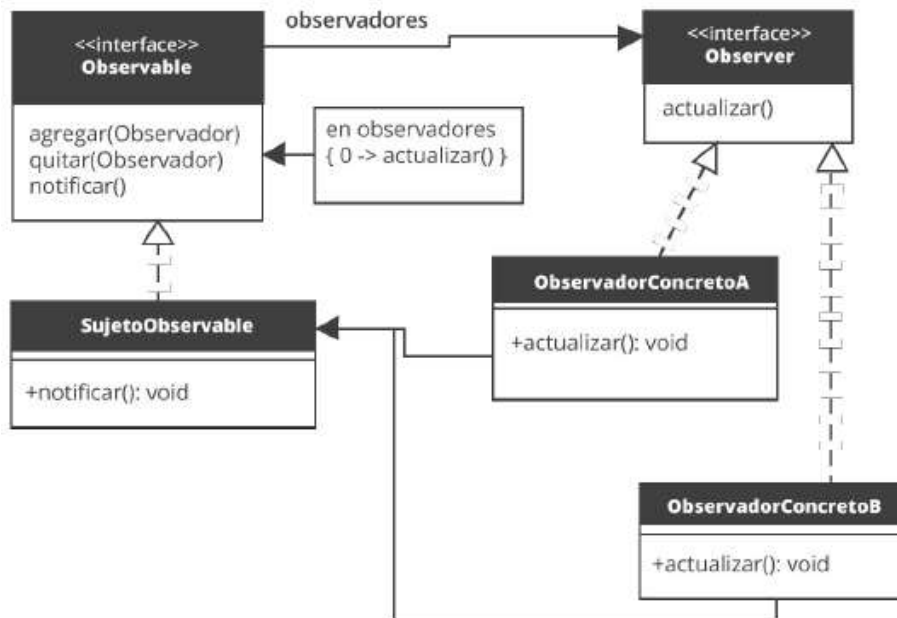 observadores
<<interface>>
Observable
agregar(Observador)
quitar(Observador)
notificar()
en observadores
{ 0 -> actualizar() }
<<interface>>
Observer
actualizar()
SujetoObservable
+notificar(): void
ObservadorConcretoA
+actualizar(): void
ObservadorConcretoB
+actualizar(): void